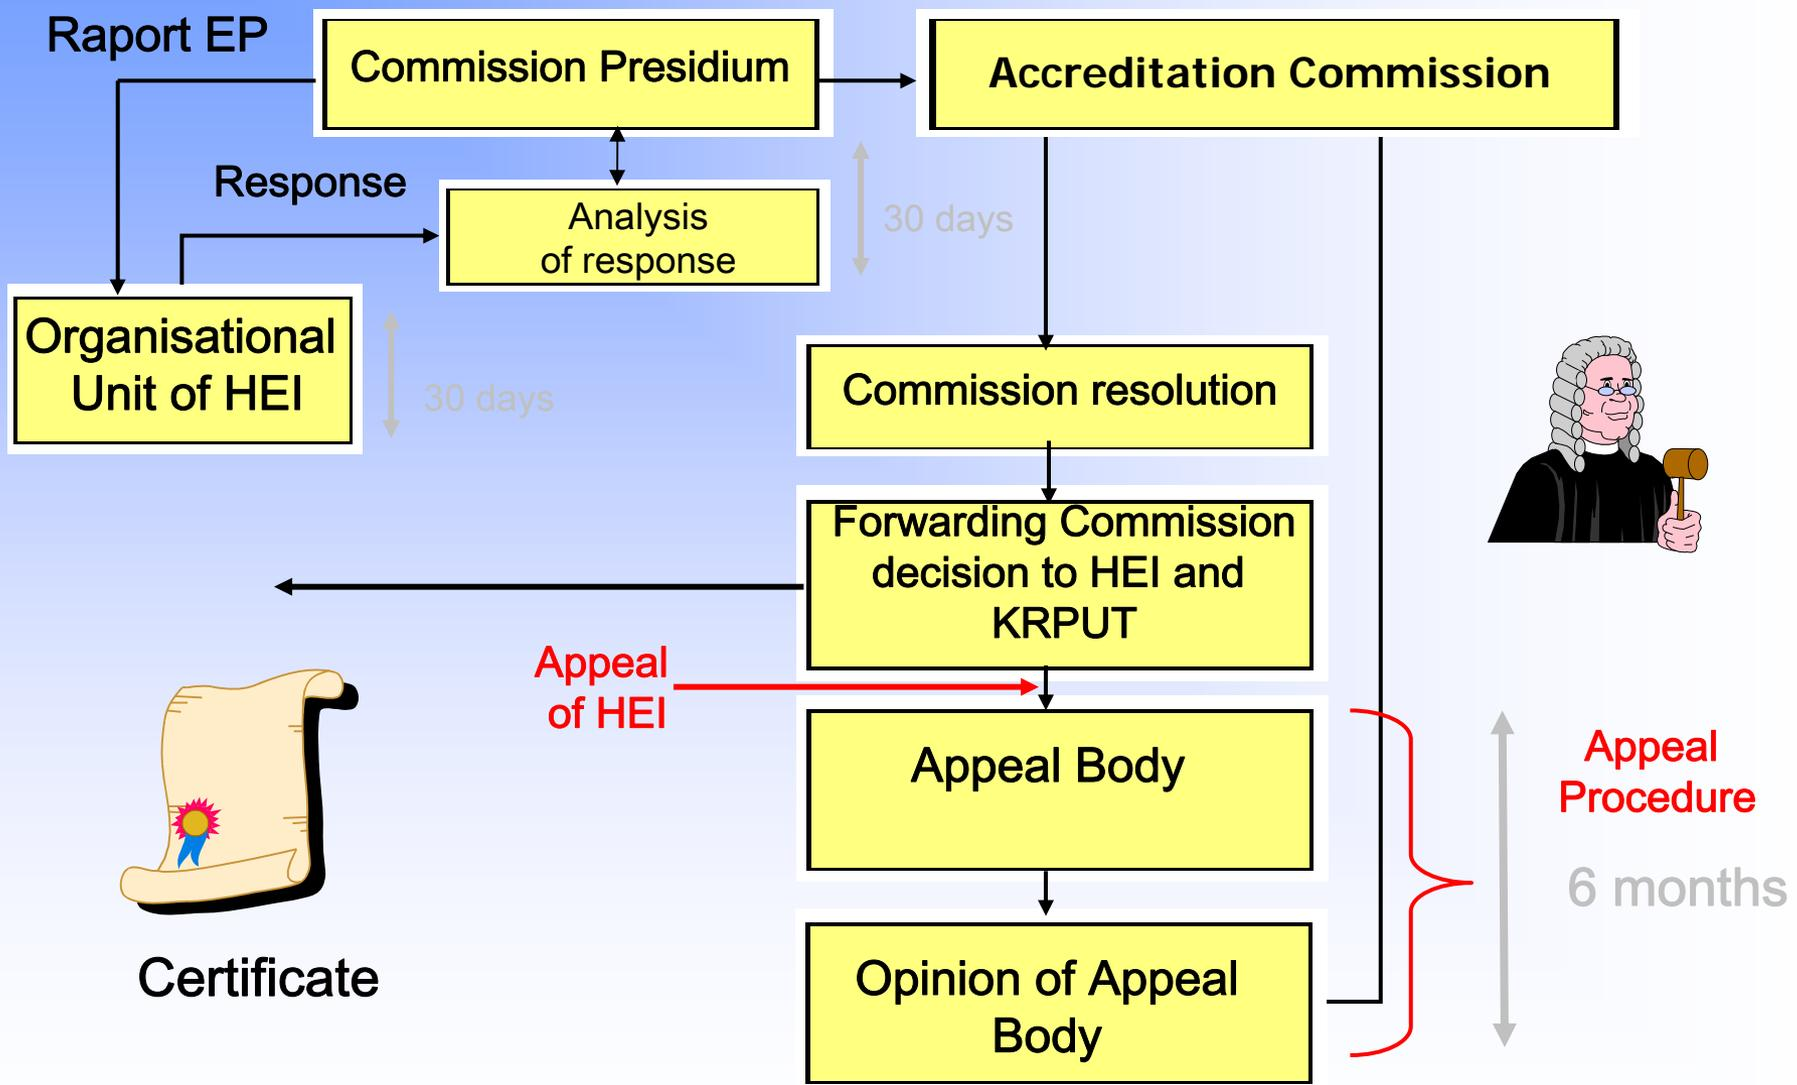 Raport EP
Commission Presidium
Accreditation Commission
Response
Analysis
of response
30 days
Organisational
Unit of HEI
30 days
Commission resolution
Forwarding Commission
decision to HEI and
KRPUT
Appeal
of HEI
Appeal Body
Appeal
Procedure
6 months
Certificate
Opinion of Appeal
Body